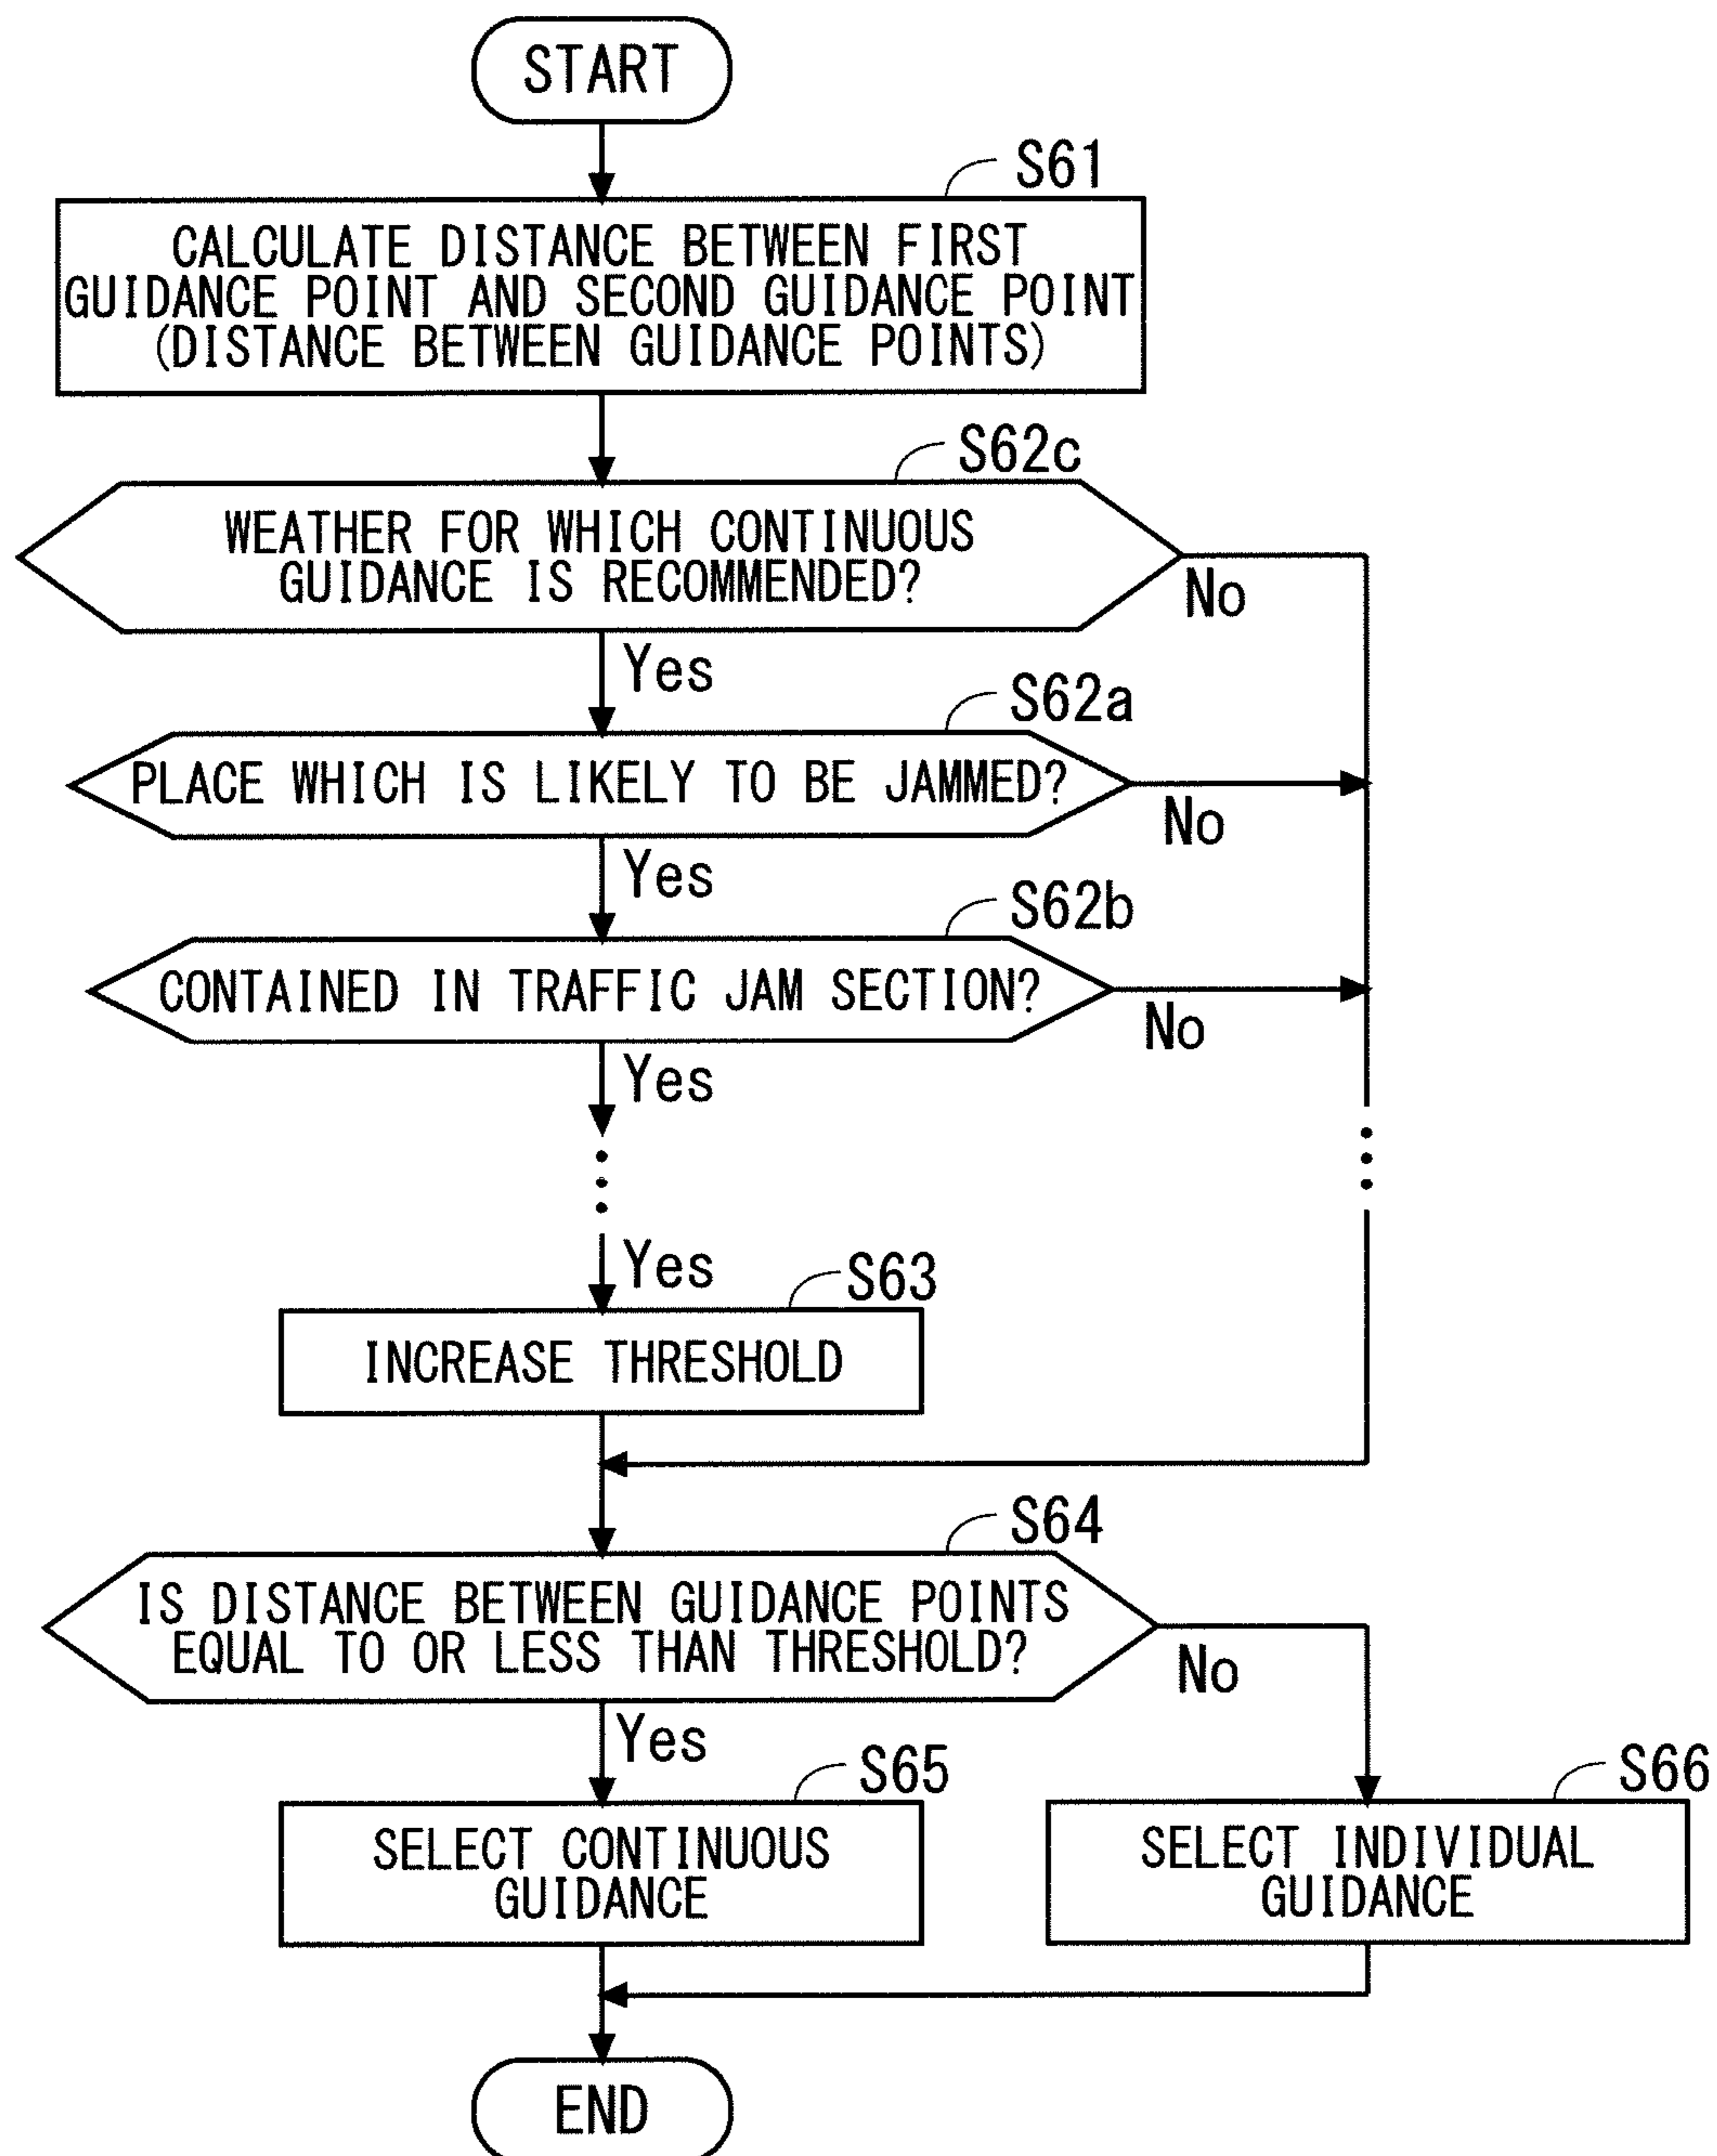 START
S61
CALCULATE DISTANCE BETWEEN FIRST
GUIDANCE POINT AND SECOND GUIDANCE POINT
(DISTANCE BETWEEN GUIDANCE POINTS)
S62c
WEATHER FOR WHICH CONTINUOUS
GUIDANCE IS RECOMMENDED?
No
Yes
S62a
PLACE WHICH IS LIKELY TO BE JAMMED?
No
Yes
S62b
CONTAINED IN TRAFFIC JAM SECTION?
No
Yes
Yes
S63
INCREASE THRESHOLD
S64
IS DISTANCE BETWEEN GUIDANCE POINTS
EQUAL TO OR LESS THAN THRESHOLD?
No
Yes
S65
S66
SELECT CONTINUOUS
GUIDANCE
SELECT INDIVIDUAL
GUIDANCE
END